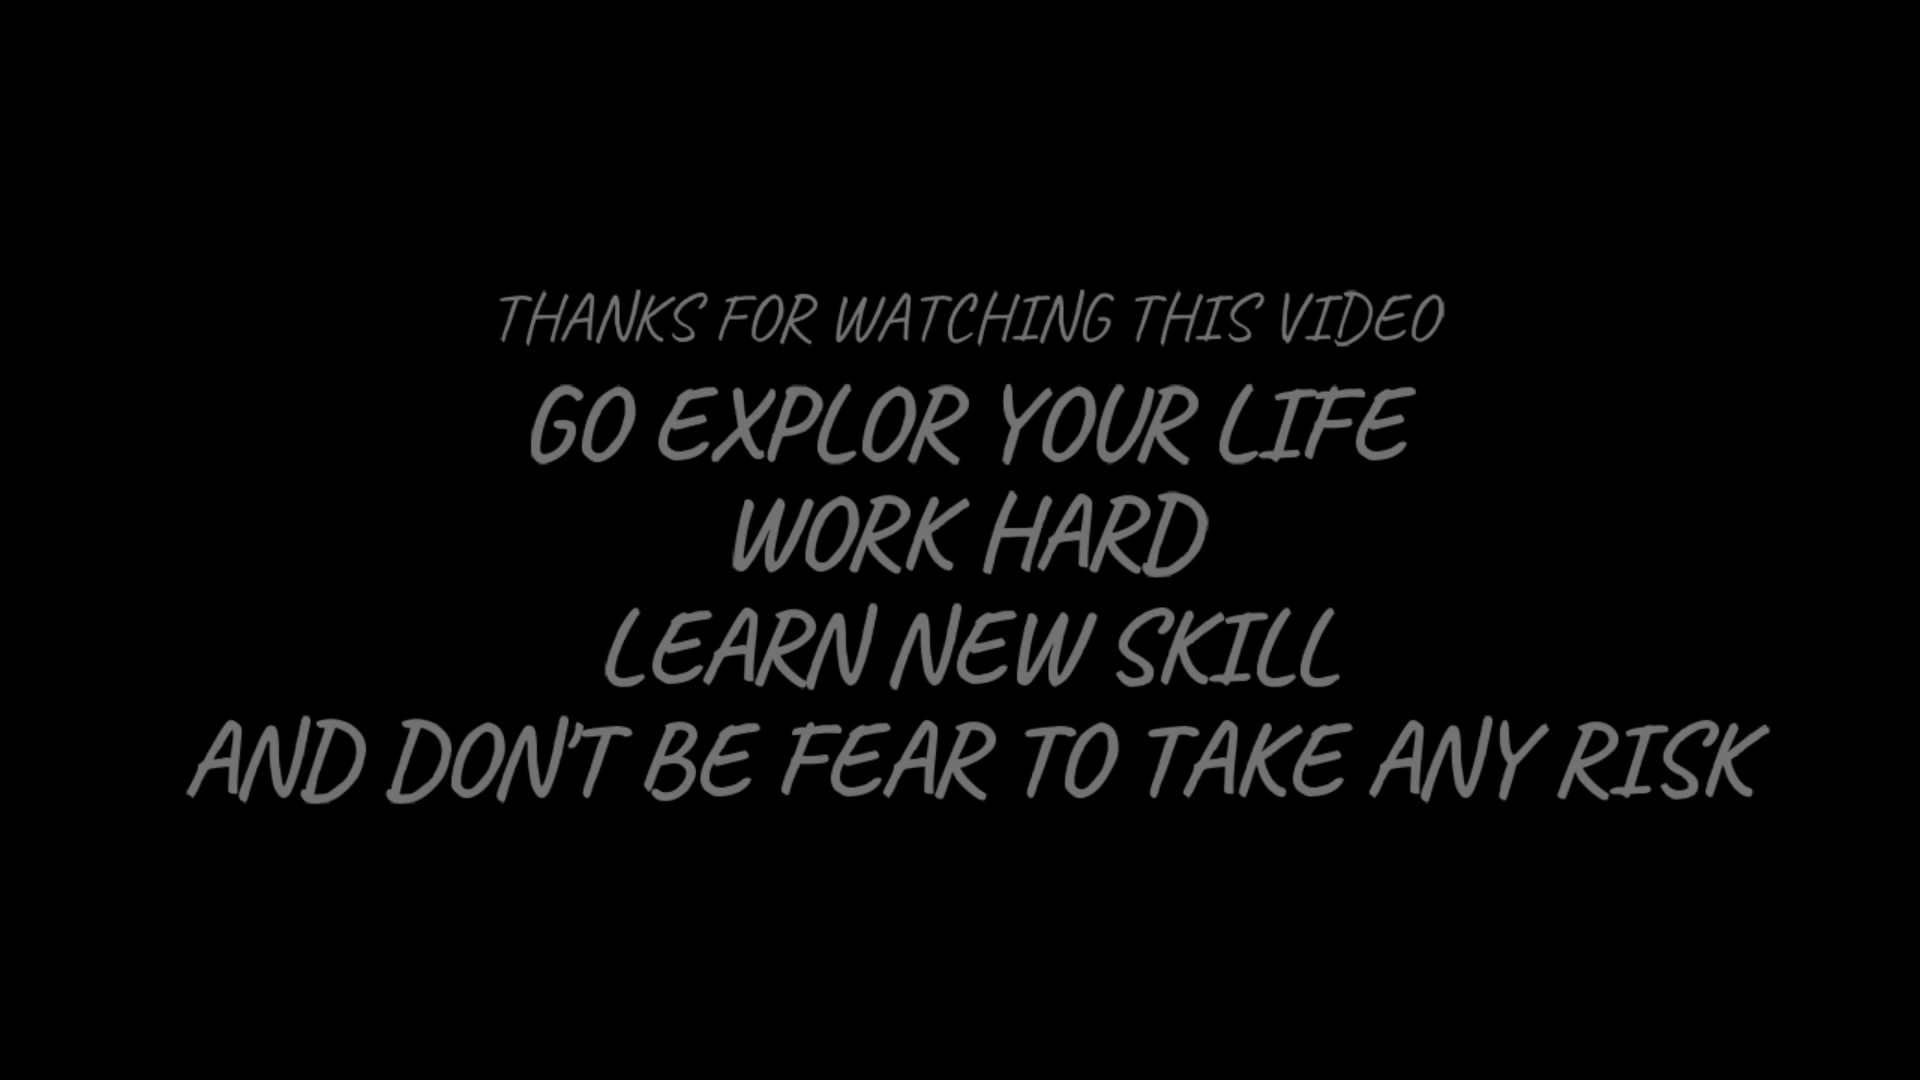 THANKS FOR WATCHING THIS VIDEO
GO EXPLOR YOUR LIFE
WORK HARD
LEARN NEW SKILL
AND DON'T BE FEAR TO TAKE ANY RISK